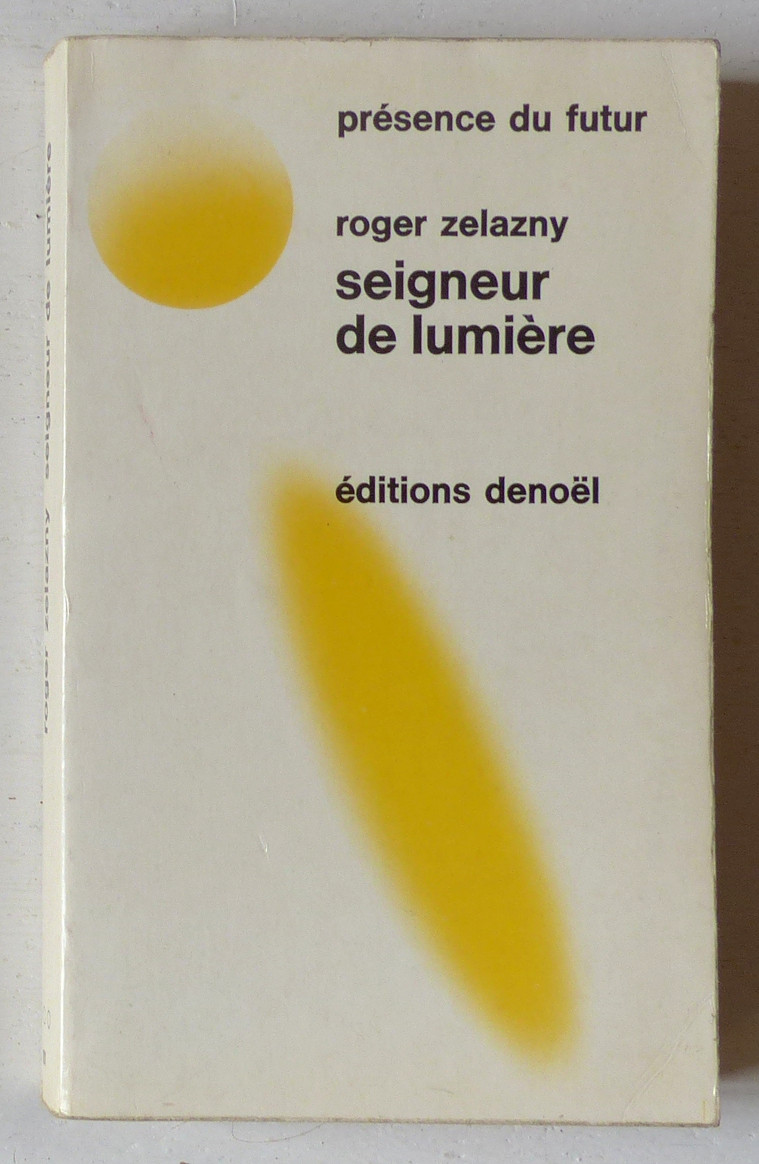 présence du futur
roger zelazny
seigneur
de lumière
éditions denoël
roger zelazny seigneur de lumière